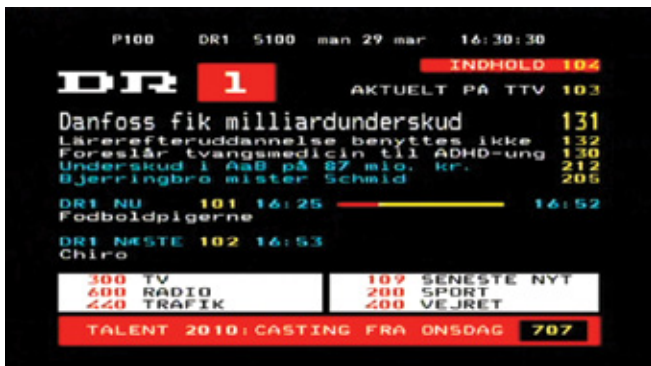 P100 DR1 S100 man 29 mar 16:30:30
INDHOLD 104
DR 1
AKTUELT PÅ TTV 103
Danfoss fik milliardunderskud 131
Lærerefteruddannelse benyttes ikke 132
Foreslår tvangsmedicin til ADHD-ung 130
Underskud i AaB på 87 mio. kr. 212
Bjerringbro mister Schmid 205
DR1 NU 101 16:25 16:52
Fodboldpigerne
DR1 NÆSTE 102 16:53
Chiro
300 TV 109 SENESTE NYT
600 RADIO 200 SPORT
440 TRAFIK 400 VEJRET
TALENT 2010:CASTING FRA ONSDAG 707